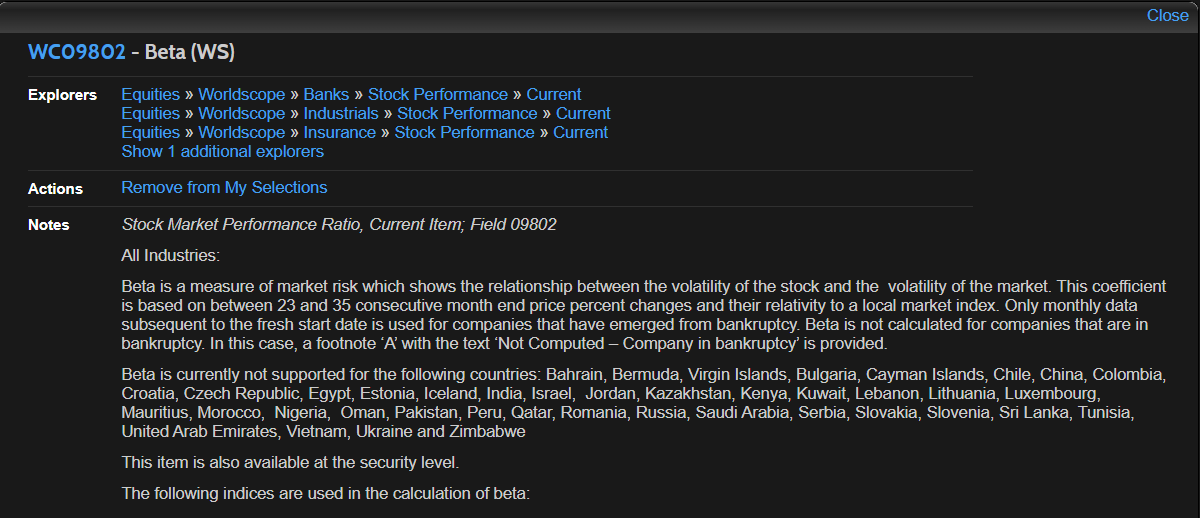 Close
WC09802 - Beta (WS)
Explorers
Equities » Worldscope » Banks » Stock Performance » Current
Equities » Worldscope » Industrials » Stock Performance » Current
Equities » Worldscope » Insurance » Stock Performance » Current
Show 1 additional explorers
Actions
Remove from My Selections
Notes
Stock Market Performance Ratio, Current Item; Field 09802
All Industries:
Beta is a measure of market risk which shows the relationship between the volatility of the stock and the  volatility of the market. This coefficient
is based on between 23 and 35 consecutive month end price percent changes and their relativity to a local market index. Only monthly data
subsequent to the fresh start date is used for companies that have emerged from bankruptcy. Beta is not calculated for companies that are in
bankruptcy. In this case, a footnote ‘A’ with the text ‘Not Computed – Company in bankruptcy’ is provided.
Beta is currently not supported for the following countries: Bahrain, Bermuda, Virgin Islands, Bulgaria, Cayman Islands, Chile, China, Colombia,
Croatia, Czech Republic, Egypt, Estonia, Iceland, India, Israel,  Jordan, Kazakhstan, Kenya, Kuwait, Lebanon, Lithuania, Luxembourg,
Mauritius, Morocco,  Nigeria,  Oman, Pakistan, Peru, Qatar, Romania, Russia, Saudi Arabia, Serbia, Slovakia, Slovenia, Sri Lanka, Tunisia,
United Arab Emirates, Vietnam, Ukraine and Zimbabwe
This item is also available at the security level.
The following indices are used in the calculation of beta: